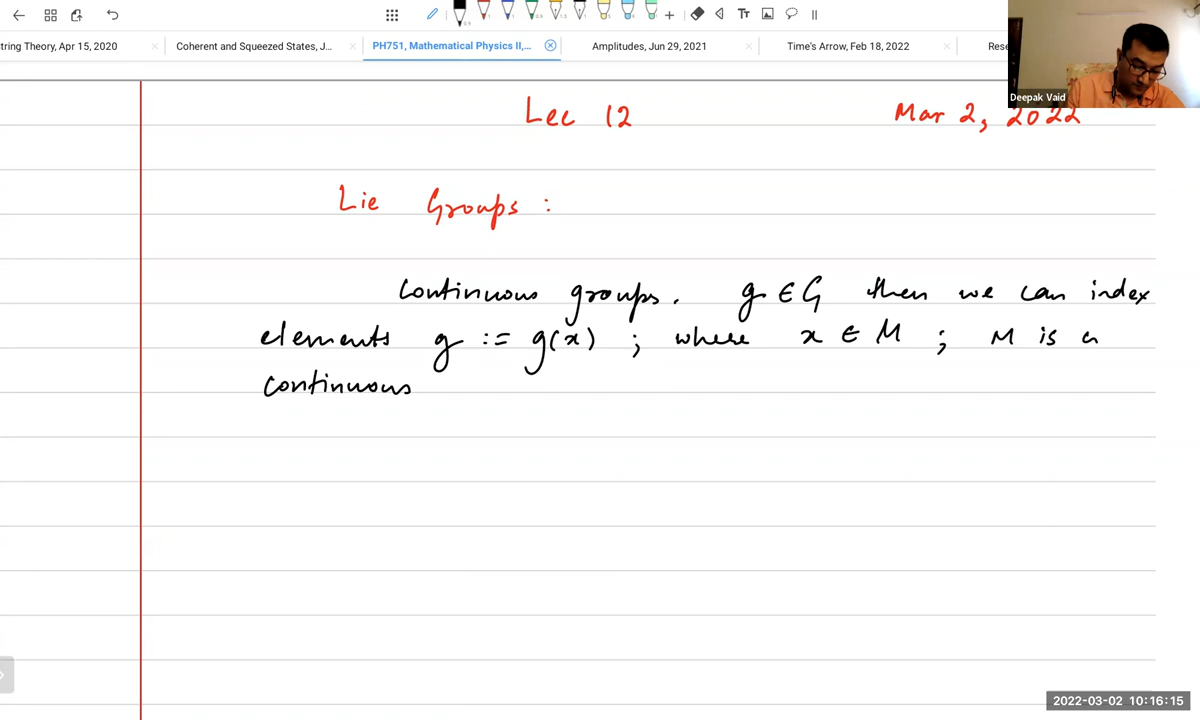 tring Theory, Apr 15, 2020
Coherent and Squeezed States, J...
PH751, Mathematical Physics II,...
Amplitudes, Jun 29, 2021
Time's Arrow, Feb 18, 2022
Rese
Deepak Vaid
Lec 12
Mar 2, 2022
Lie Groups :
Continuous groups. g ∈ G then we can index
elements g := g(x) ; where x ∈ M ; M is a
continuous
2022-03-02 10:16:15